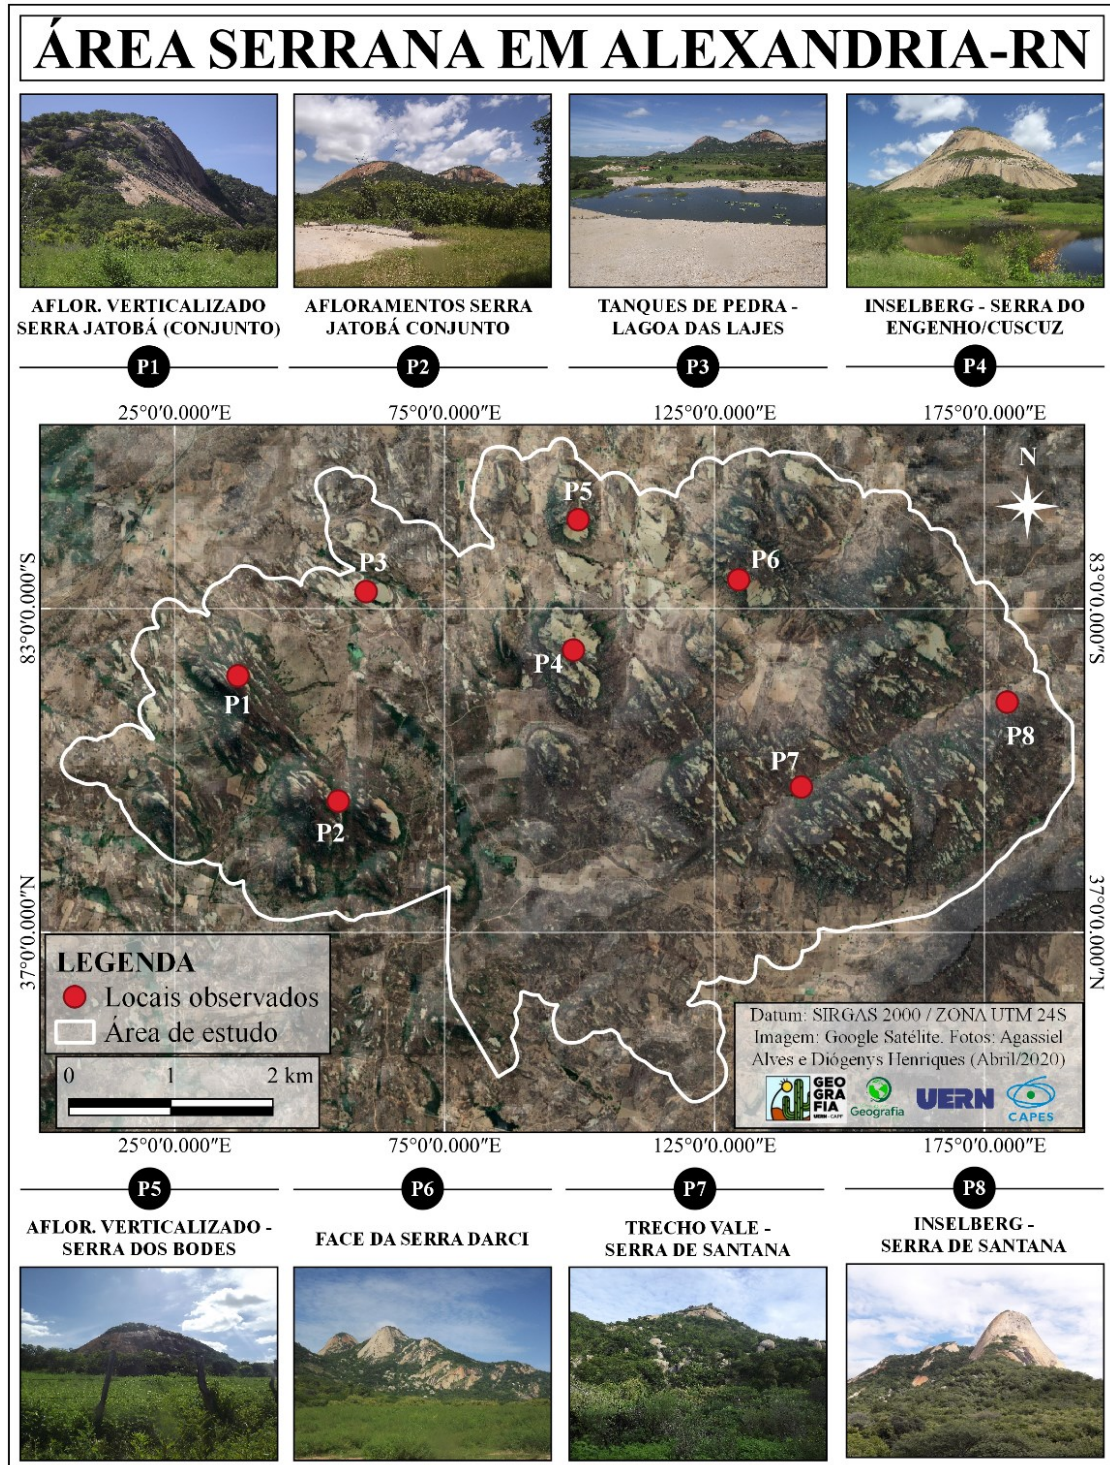 ÁREA SERRANA EM ALEXANDRIA-RN
AFLOR. VERTICALIZADO
SERRA JATOBÁ (CONJUNTO)
P1
AFLORAMENTOS SERRA
JATOBÁ CONJUNTO
P2
TANQUES DE PEDRA -
LAGOA DAS LAJES
P3
INSELBERG - SERRA DO
ENGENHO/CUSCUZ
P4
25°0'0.000"E
75°0'0.000"E
125°0'0.000"E
175°0'0.000"E
N
P5
P6
P3
83°0'0.000"S
83°0'0.000"S
P4
P1
P8
P7
P2
37°0'0.000"N
37°0'0.000"N
LEGENDA
Locais observados
Área de estudo
0 1 2 km
Datum: SIRGAS 2000 / ZONA UTM 24S
Imagem: Google Satélite. Fotos: Agassiel
Alves e Diógenys Henriques (Abril/2020)
GEO
GRA
FIA
UERN - CAPF
Geografia
UERN
CAPES
25°0'0.000"E
75°0'0.000"E
125°0'0.000"E
175°0'0.000"E
P5
AFLOR. VERTICALIZADO -
SERRA DOS BODES
P6
FACE DA SERRA DARCI
P7
TRECHO VALE -
SERRA DE SANTANA
P8
INSELBERG -
SERRA DE SANTANA